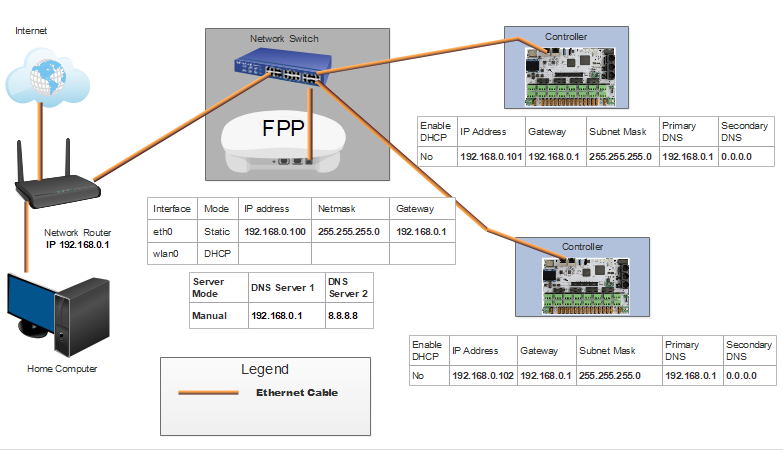 Internet
Network Switch
Controller
FPP
Enable DHCP IP Address Gateway Subnet Mask Primary DNS Secondary DNS
No 192.168.0.101 192.168.0.1 255.255.255.0 192.168.0.1 0.0.0.0
Network Router
IP 192.168.0.1
Interface Mode IP address Netmask Gateway
eth0 Static 192.168.0.100 255.255.255.0 192.168.0.1
wlan0 DHCP
Controller
Server Mode DNS Server 1 DNS Server 2
Manual 192.168.0.1 8.8.8.8
Home Computer
Enable DHCP IP Address Gateway Subnet Mask Primary DNS Secondary DNS
No 192.168.0.102 192.168.0.1 255.255.255.0 192.168.0.1 0.0.0.0
Legend
Ethernet Cable